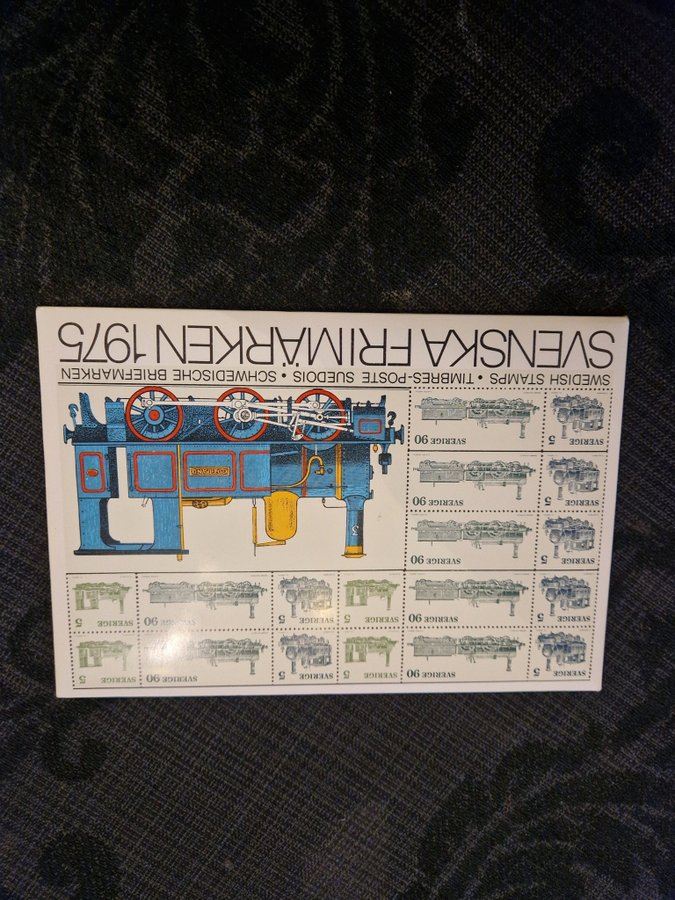 SVERIGE 5 SVERIGE 90 SVERIGE 5 SVERIGE 5 SVERIGE 90 SVERIGE 5
SVERIGE 5 SVERIGE 90 SVERIGE 5 SVERIGE 5 SVERIGE 90 SVERIGE 5
SVERIGE 5 SVERIGE 90
SVERIGE 5 SVERIGE 90
SVERIGE 5 SVERIGE 90
3
SWEDISH STAMPS • TIMBRES-POSTE SUEDOIS • SCHWEDISCHE BRIEFMARKEN
SVENSKA FRIMÄRKEN 1975